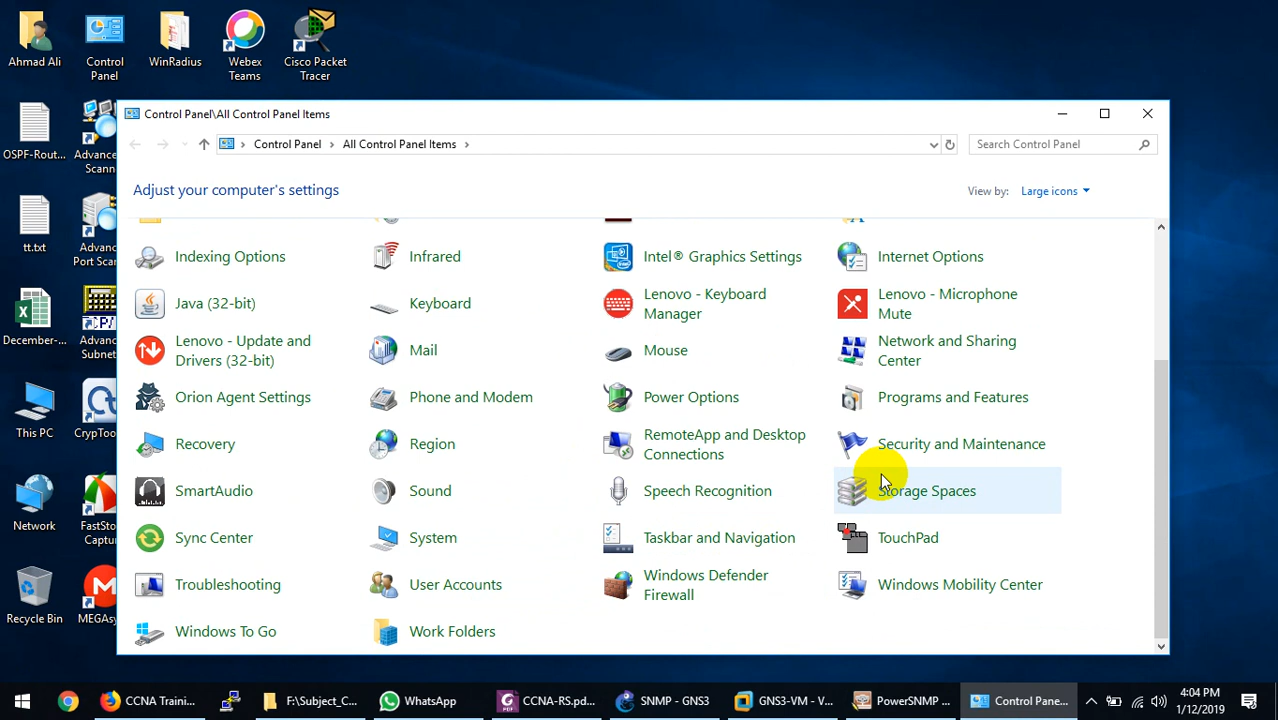 Ahmad Ali
Control
Panel
WinRadius
Webex
Teams
Cisco Packet
Tracer
OSPF-Rout...
Advance
Scann
tt.txt
Advan
Port Sca
December-...
Advan
Subnet
This PC
CrypToo
Network
FastSto
Captur
Recycle Bin
MEGAsy
Control Panel\All Control Panel Items
Control Panel
All Control Panel Items
Search Control Panel
Adjust your computer's settings
View by:
Large icons
Indexing Options
Infrared
Intel® Graphics Settings
Internet Options
Java (32-bit)
Keyboard
Lenovo - Keyboard
Manager
Lenovo - Microphone
Mute
Lenovo - Update and
Drivers (32-bit)
Mail
Mouse
Network and Sharing
Center
Orion Agent Settings
Phone and Modem
Power Options
Programs and Features
Recovery
Region
RemoteApp and Desktop
Connections
Security and Maintenance
SmartAudio
Sound
Speech Recognition
Storage Spaces
Sync Center
System
Taskbar and Navigation
TouchPad
Troubleshooting
User Accounts
Windows Defender
Firewall
Windows Mobility Center
Windows To Go
Work Folders
CCNA Traini...
F:\Subject_C...
WhatsApp
CCNA-RS.pd...
SNMP - GNS3
GNS3-VM - V...
PowerSNMP ...
Control Pane...
4:04 PM
1/12/2019